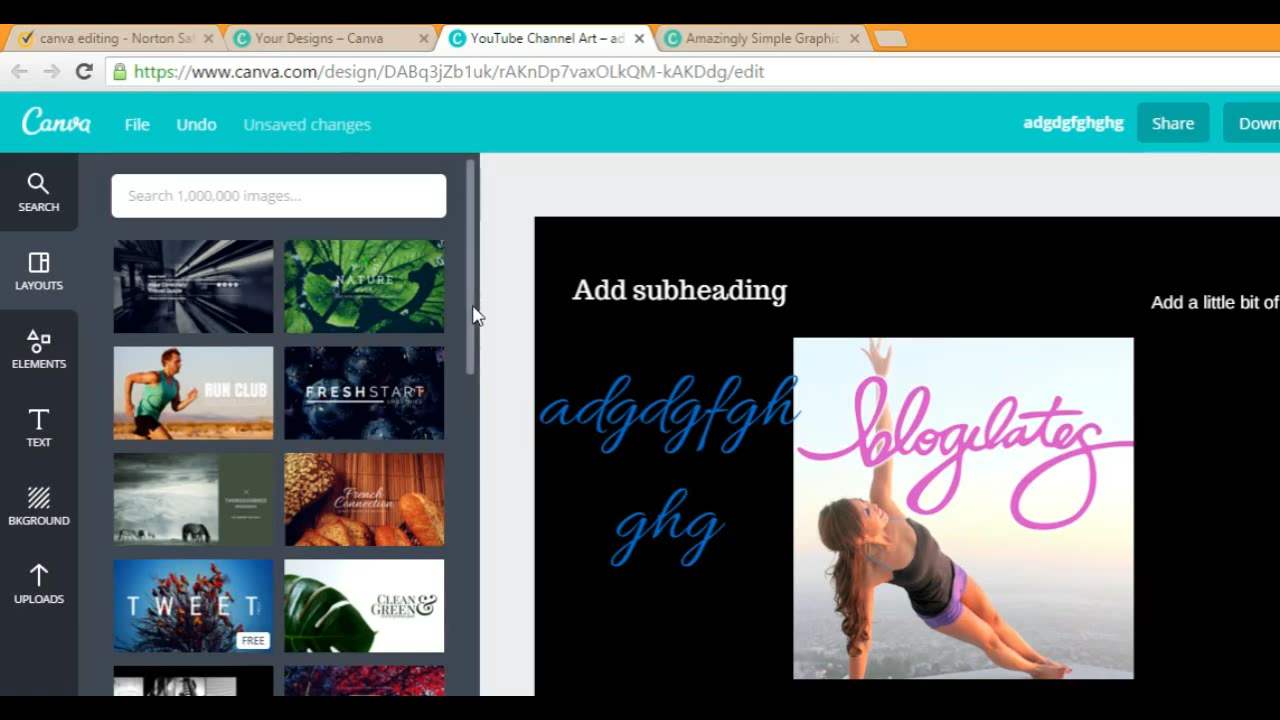 canva editing - Norton Sa
Your Designs – Canva
YouTube Channel Art – ad
Amazingly Simple Graphic
https://www.canva.com/design/DABq3jZb1uk/rAKnDp7vaxOLkQM-kAKDdg/edit
Canva
File
Undo
Unsaved changes
adgdgfghghg
Share
Down
SEARCH
LAYOUTS
ELEMENTS
TEXT
BKGROUND
UPLOADS
Search 1,000,000 images...
NATURE
RUN CLUB
FRESHSTART
French
Connection
TWEET
FREE
CLEAN
GREEN&
Add subheading
Add a little bit of
adgdgfgh
ghg
blogilates